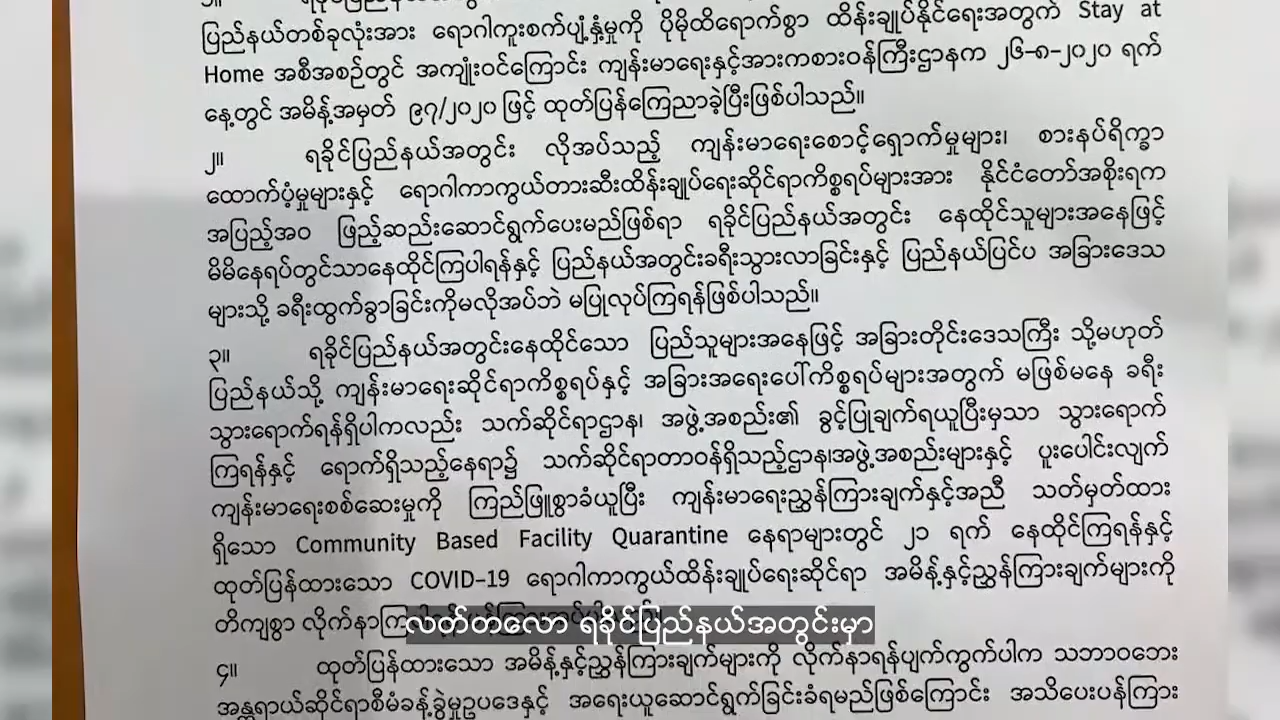 ပြည်နယ်တစ်ခုလုံးအား ရောဂါကူးစက်ပျံ့နှံ့မှုကို ပိုမိုထိရောက်စွာ ထိန်းချုပ်နိုင်ရေးအတွက် Stay at
Home အစီအစဉ်တွင် အကျုံးဝင်ကြောင်း ကျန်းမာရေးနှင့်အားကစားဝန်ကြီးဌာနက ၂၆-၈-၂၀၂၀ ရက်
နေ့တွင် အမိန့်အမှတ် ၉၇/၂၀၂၀ ဖြင့် ထုတ်ပြန်ကြေညာခဲ့ပြီးဖြစ်ပါသည်။
၂။ ရခိုင်ပြည်နယ်အတွင်း လိုအပ်သည့် ကျန်းမာရေးစောင့်ရှောက်မှုများ၊ စားနပ်ရိက္ခာ
ထောက်ပံ့မှုများနှင့် ရောဂါကာကွယ်တားဆီးထိန်းချုပ်ရေးဆိုင်ရာကိစ္စရပ်များအား နိုင်ငံတော်အစိုးရက
အပြည့်အဝ ဖြည့်ဆည်းဆောင်ရွက်ပေးမည်ဖြစ်ရာ ရခိုင်ပြည်နယ်အတွင်း နေထိုင်သူများအနေဖြင့်
မိမိနေရပ်တွင်သာနေထိုင်ကြပါရန်နှင့် ပြည်နယ်အတွင်းခရီးသွားလာခြင်းနှင့် ပြည်နယ်ပြင်ပ အခြားဒေသ
များသို့ ခရီးထွက်ခွာခြင်းကိုမလိုအပ်ဘဲ မပြုလုပ်ကြရန်ဖြစ်ပါသည်။
၃။ ရခိုင်ပြည်နယ်အတွင်းနေထိုင်သော ပြည်သူများအနေဖြင့် အခြားတိုင်းဒေသကြီး သို့မဟုတ်
ပြည်နယ်သို့ ကျန်းမာရေးဆိုင်ရာကိစ္စရပ်နှင့် အခြားအရေးပေါ်ကိစ္စရပ်များအတွက် မဖြစ်မနေ ခရီး
သွားရောက်ရန်ရှိပါကလည်း သက်ဆိုင်ရာဌာန၊ အဖွဲ့အစည်း၏ ခွင့်ပြုချက်ရယူပြီးမှသာ သွားရောက်
ကြရန်နှင့် ရောက်ရှိသည့်နေရာ၌ သက်ဆိုင်ရာတာဝန်ရှိသည့်ဌာန၊အဖွဲ့အစည်းများနှင့် ပူးပေါင်းလျက်
ကျန်းမာရေးစစ်ဆေးမှုကို ကြည်ဖြူစွာခံယူပြီး ကျန်းမာရေးညွှန်ကြားချက်နှင့်အညီ သတ်မှတ်ထား
ရှိသော Community Based Facility Quarantine နေရာများတွင် ၂၁ ရက် နေထိုင်ကြရန်နှင့်
ထုတ်ပြန်ထားသော COVID-19 ရောဂါကာကွယ်ထိန်းချုပ်ရေးဆိုင်ရာ အမိန့်နှင့်ညွှန်ကြားချက်များကို
တိကျစွာ လိုက်နာ
လတ်တလော ရခိုင်ပြည်နယ်အတွင်းမှာ
၄။ ထုတ်ပြန်ထားသော အမိန့်နှင့်ညွှန်ကြားချက်များကို လိုက်နာရန်ပျက်ကွက်ပါက သဘာဝဘေး
အန္တရာယ်ဆိုင်ရာစီမံခန့်ခွဲမှုဥပဒေနှင့် အရေးယူဆောင်ရွက်ခြင်းခံရမည်ဖြစ်ကြောင်း အသိပေးပန်ကြား